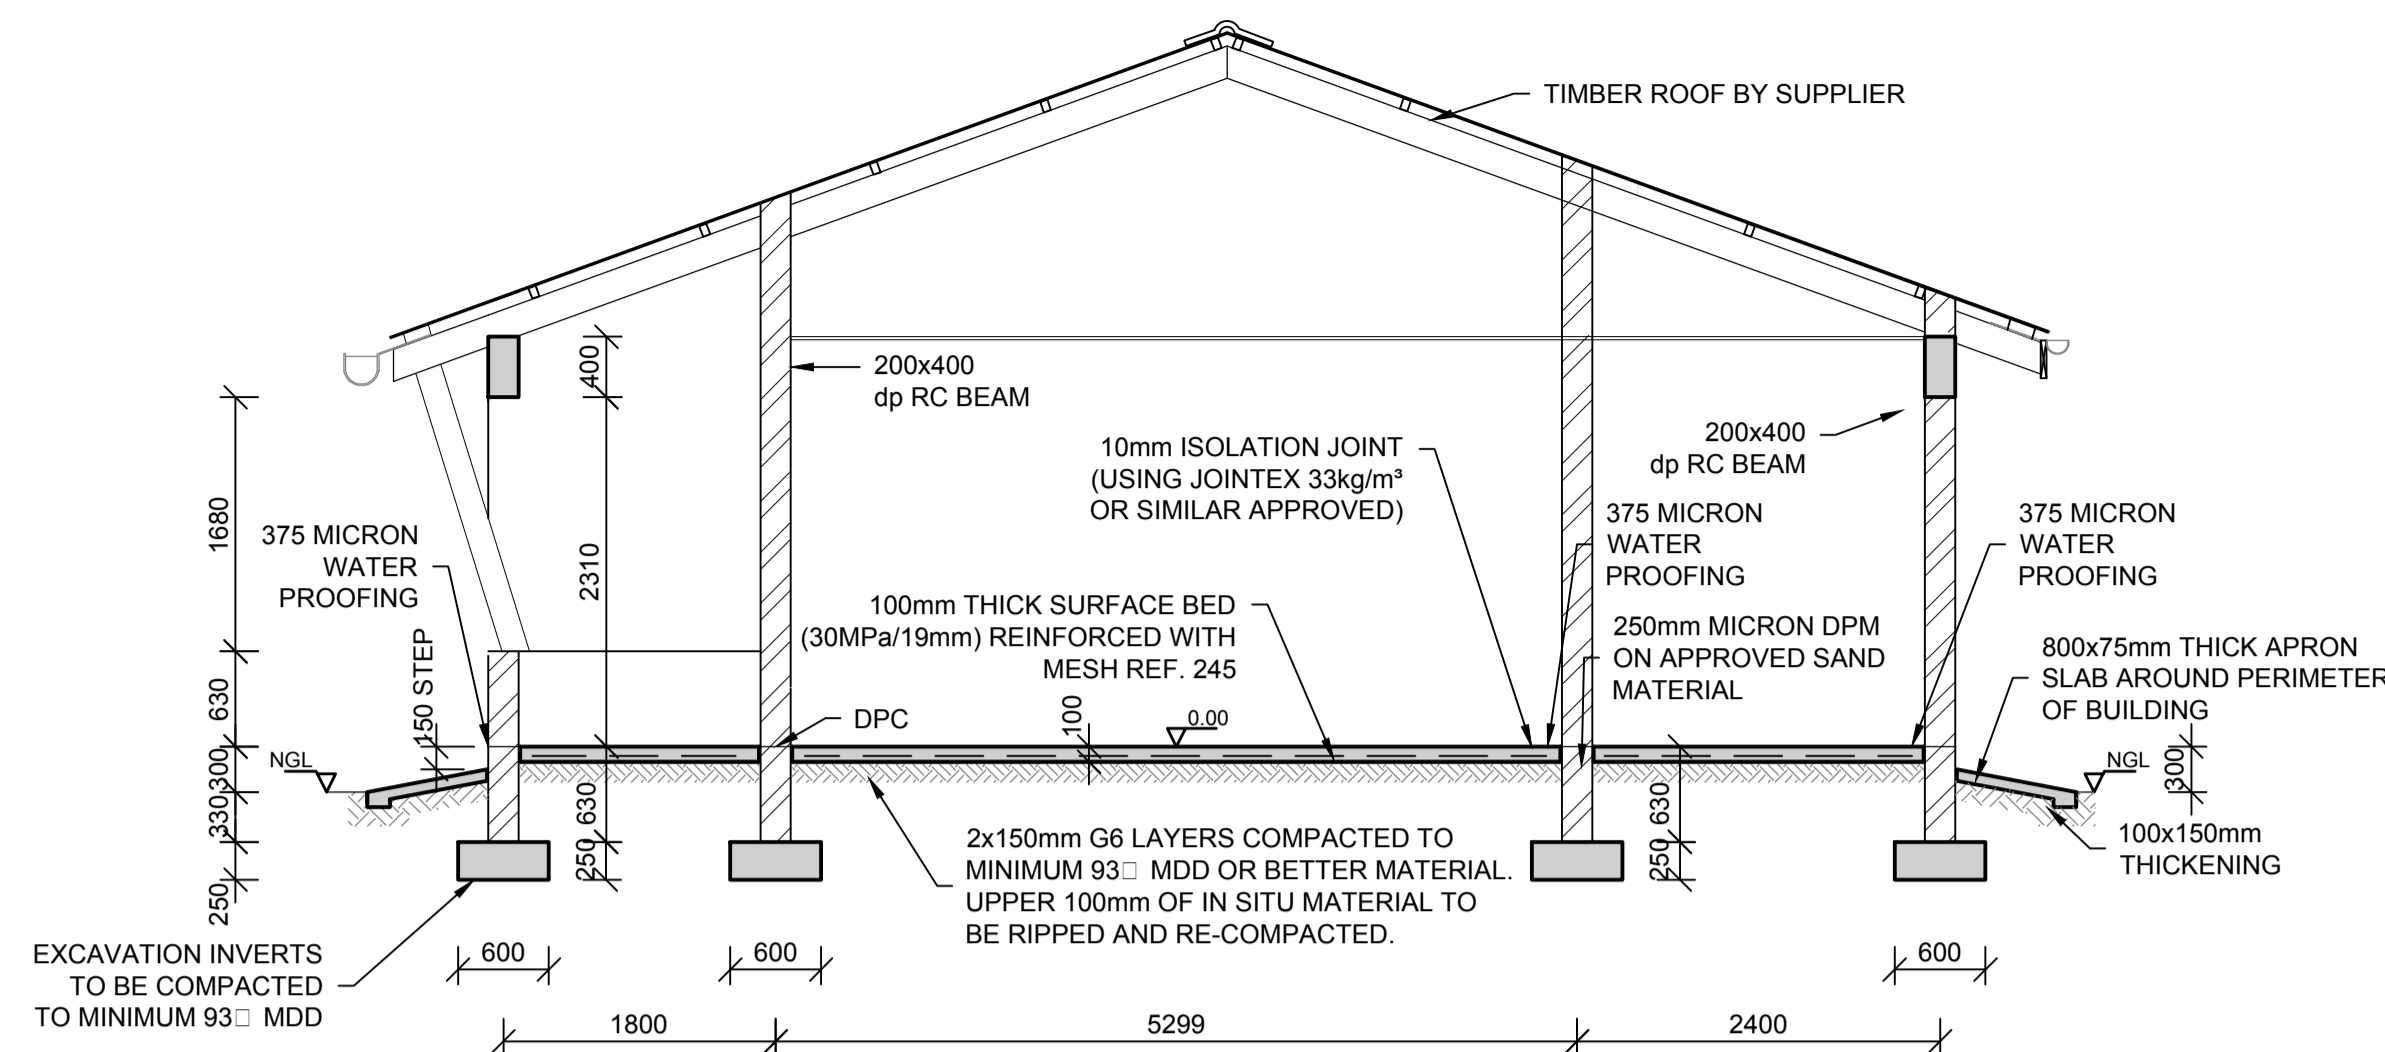 TIMBER ROOF BY SUPPLIER
400
200x400
dp RC BEAM
200x400
dp RC BEAM
10mm ISOLATION JOINT
(USING JOINTEX 33kg/m³
OR SIMILAR APPROVED)
1680
375 MICRON
WATER
PROOFING
2310
375 MICRON
WATER
PROOFING
375 MICRON
WATER
PROOFING
100mm THICK SURFACE BED
(30MPa/19mm) REINFORCED WITH
MESH REF. 245
250mm MICRON DPM
ON APPROVED SAND
MATERIAL
800x75mm THICK APRON
SLAB AROUND PERIMETER
OF BUILDING
630
150 STEP
DPC
100
0.00
NGL
300
330
250
630
250
630
250
NGL
300
2x150mm G6 LAYERS COMPACTED TO
MINIMUM 93□ MDD OR BETTER MATERIAL.
UPPER 100mm OF IN SITU MATERIAL TO
BE RIPPED AND RE-COMPACTED.
100x150mm
THICKENING
EXCAVATION INVERTS
TO BE COMPACTED
TO MINIMUM 93□ MDD
600
600
600
1800
5299
2400